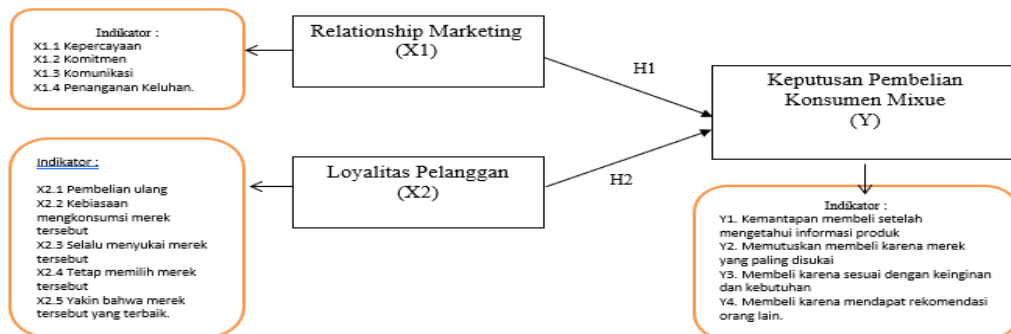 Indikator :
X1.1 Kepercayaan
X1.2 Komitmen
X1.3 Komunikasi
X1.4 Penanganan Keluhan.
Relationship Marketing
(X1)
H1
Keputusan Pembelian
Konsumen Mixue
(Y)
Indikator :
X2.1 Pembelian ulang
X2.2 Kebiasaan
mengkonsumsi merek
tersebut
X2.3 Selalu menyukai merek
tersebut
X2.4 Tetap memilih merek
tersebut
X2.5 Yakin bahwa merek
tersebut yang terbaik.
Loyalitas Pelanggan
(X2)
H2
Indikator :
Y1. Kemantapan membeli setelah
mengetahui informasi produk
Y2. Memutuskan membeli karena merek
yang paling disukai
Y3. Membeli karena sesuai dengan keinginan
dan kebutuhan
Y4. Membeli karena mendapat rekomendasi
orang lain.